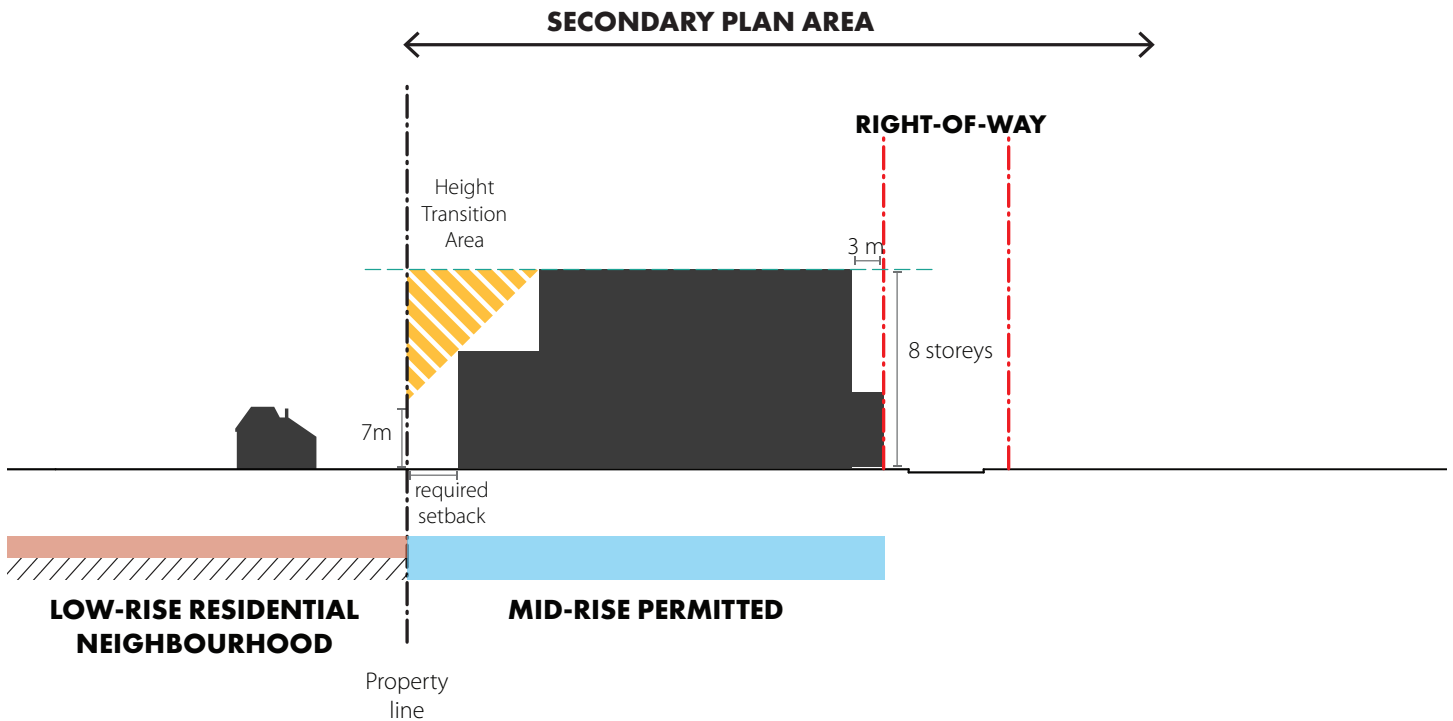 SECONDARY PLAN AREA
RIGHT-OF-WAY
Height
Transition
Area
3 m
8 storeys
7m
required
setback
LOW-RISE RESIDENTIAL
NEIGHBOURHOOD
MID-RISE PERMITTED
Property
line